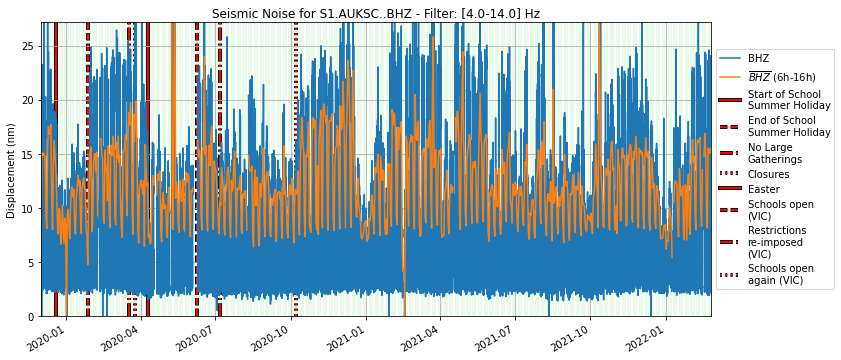 Seismic Noise for S1.AUKSC..BHZ - Filter: [4.0-14.0] Hz
Displacement (nm)
25
20
15
10
5
0
2020-01
2020-04
2020-07
2020-10
2021-01
2021-04
2021-07
2021-10
2022-01
BHZ
BHZ (6h-16h)
Start of School
Summer Holiday
End of School
Summer Holiday
No Large
Gatherings
Closures
Easter
Schools open
(VIC)
Restrictions
re-imposed
(VIC)
Schools open
again (VIC)